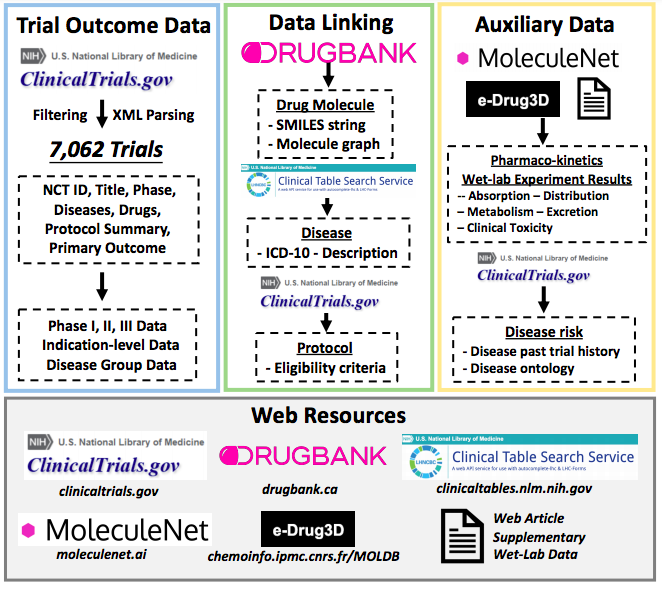 Trial Outcome Data
NIH U.S. National Library of Medicine
ClinicalTrials.gov
Filtering XML Parsing
7,062 Trials
NCT ID, Title, Phase,
Diseases, Drugs,
Protocol Summary,
Primary Outcome
Phase I, II, III Data
Indication-level Data
Disease Group Data
Data Linking
DRUGBANK
Drug Molecule
- SMILES string
- Molecule graph
U.S. National Library of Medicine
LHNCBC
Clinical Table Search Service
A web API service for use with autocomplete-lhc & LHC-Forms
Disease
- ICD-10 - Description
NIH U.S. National Library of Medicine
ClinicalTrials.gov
Protocol
- Eligibility criteria
Auxiliary Data
MoleculeNet
e-Drug3D
Pharmaco-kinetics
Wet-lab Experiment Results
-- Absorption – Distribution
– Metabolism – Excretion
– Clinical Toxicity
NIH U.S. National Library of Medicine
ClinicalTrials.gov
Disease risk
- Disease past trial history
- Disease ontology
Web Resources
NIH U.S. National Library of Medicine
ClinicalTrials.gov
clinicaltrials.gov
DRUGBANK
drugbank.ca
U.S. National Library of Medicine
LHNCBC
Clinical Table Search Service
A web API service for use with autocomplete-lhc & LHC-Forms
clinicaltables.nlm.nih.gov
MoleculeNet
moleculenet.ai
e-Drug3D
chemoinfo.ipmc.cnrs.fr/MOLDB
Web Article
Supplementary
Wet-Lab Data